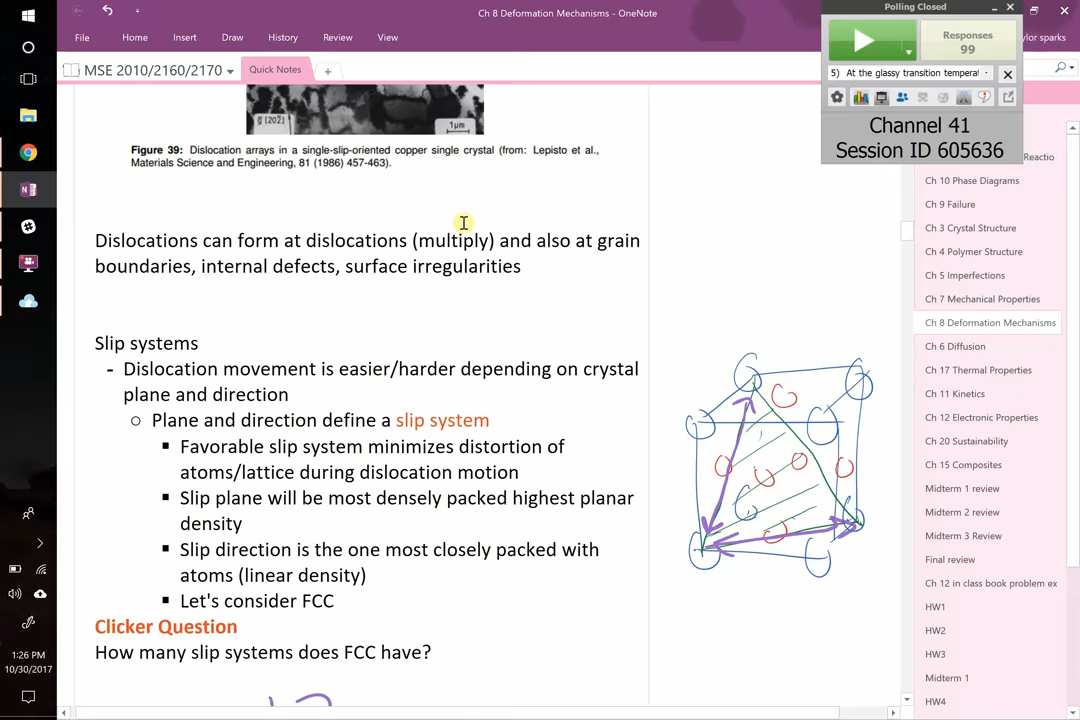 Ch 8 Deformation Mechanisms - OneNote
Polling Closed
Responses
99
ylor sparks
File Home Insert Draw History Review View
5) At the glassy transition temperat
MSE 2010/2160/2170
Quick Notes
Channel 41
Session ID 605636
g [202]
1μm
Figure 39: Dislocation arrays in a single-slip-oriented copper single crystal (from: Lepisto et al.,
Materials Science and Engineering, 81 (1986) 457-463).
Dislocations can form at dislocations (multiply) and also at grain
boundaries, internal defects, surface irregularities
Slip systems
- Dislocation movement is easier/harder depending on crystal
plane and direction
Plane and direction define a slip system
Favorable slip system minimizes distortion of
atoms/lattice during dislocation motion
Slip plane will be most densely packed highest planar
density
Slip direction is the one most closely packed with
atoms (linear density)
Let's consider FCC
Clicker Question
How many slip systems does FCC have?
Reactio
Ch 10 Phase Diagrams
Ch 9 Failure
Ch 3 Crystal Structure
Ch 4 Polymer Structure
Ch 5 Imperfections
Ch 7 Mechanical Properties
Ch 8 Deformation Mechanisms
Ch 6 Diffusion
Ch 17 Thermal Properties
Ch 11 Kinetics
Ch 12 Electronic Properties
Ch 20 Sustainability
Ch 15 Composites
Midterm 1 review
Midterm 2 review
Midterm 3 Review
Final review
Ch 12 in class book problem ex
HW1
HW2
HW3
Midterm 1
HW4
1:26 PM
10/30/2017